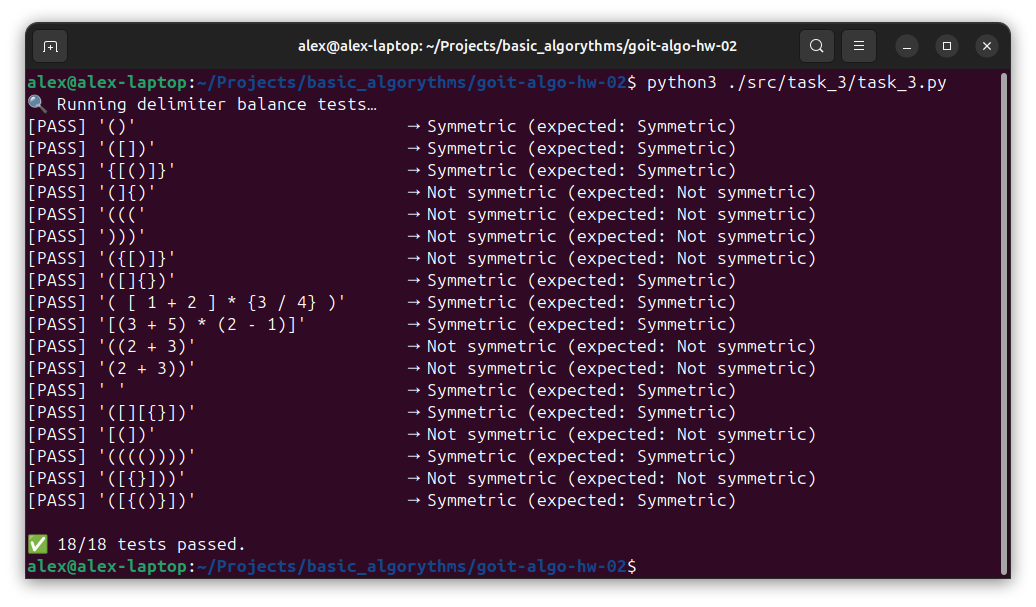 alex@alex-laptop: ~/Projects/basic_algorythms/goit-algo-hw-02
alex@alex-laptop:~/Projects/basic_algorythms/goit-algo-hw-02$ python3 ./src/task_3/task_3.py
🔍 Running delimiter balance tests…
[PASS] '()' → Symmetric (expected: Symmetric)
[PASS] '([])' → Symmetric (expected: Symmetric)
[PASS] '{[()]}' → Symmetric (expected: Symmetric)
[PASS] '(]{)' → Not symmetric (expected: Not symmetric)
[PASS] '(((' → Not symmetric (expected: Not symmetric)
[PASS] ')))' → Not symmetric (expected: Not symmetric)
[PASS] '({[)]}' → Not symmetric (expected: Not symmetric)
[PASS] '([]{})' → Symmetric (expected: Symmetric)
[PASS] '( [ 1 + 2 ] * {3 / 4} )' → Symmetric (expected: Symmetric)
[PASS] '[(3 + 5) * (2 - 1)]' → Symmetric (expected: Symmetric)
[PASS] '((2 + 3)' → Not symmetric (expected: Not symmetric)
[PASS] '(2 + 3))' → Not symmetric (expected: Not symmetric)
[PASS] ' ' → Symmetric (expected: Symmetric)
[PASS] '([][{}])' → Symmetric (expected: Symmetric)
[PASS] '[(])' → Not symmetric (expected: Not symmetric)
[PASS] '(((())))' → Symmetric (expected: Symmetric)
[PASS] '([{}]))' → Not symmetric (expected: Not symmetric)
[PASS] '([{()}])' → Symmetric (expected: Symmetric)
✅ 18/18 tests passed.
alex@alex-laptop:~/Projects/basic_algorythms/goit-algo-hw-02$